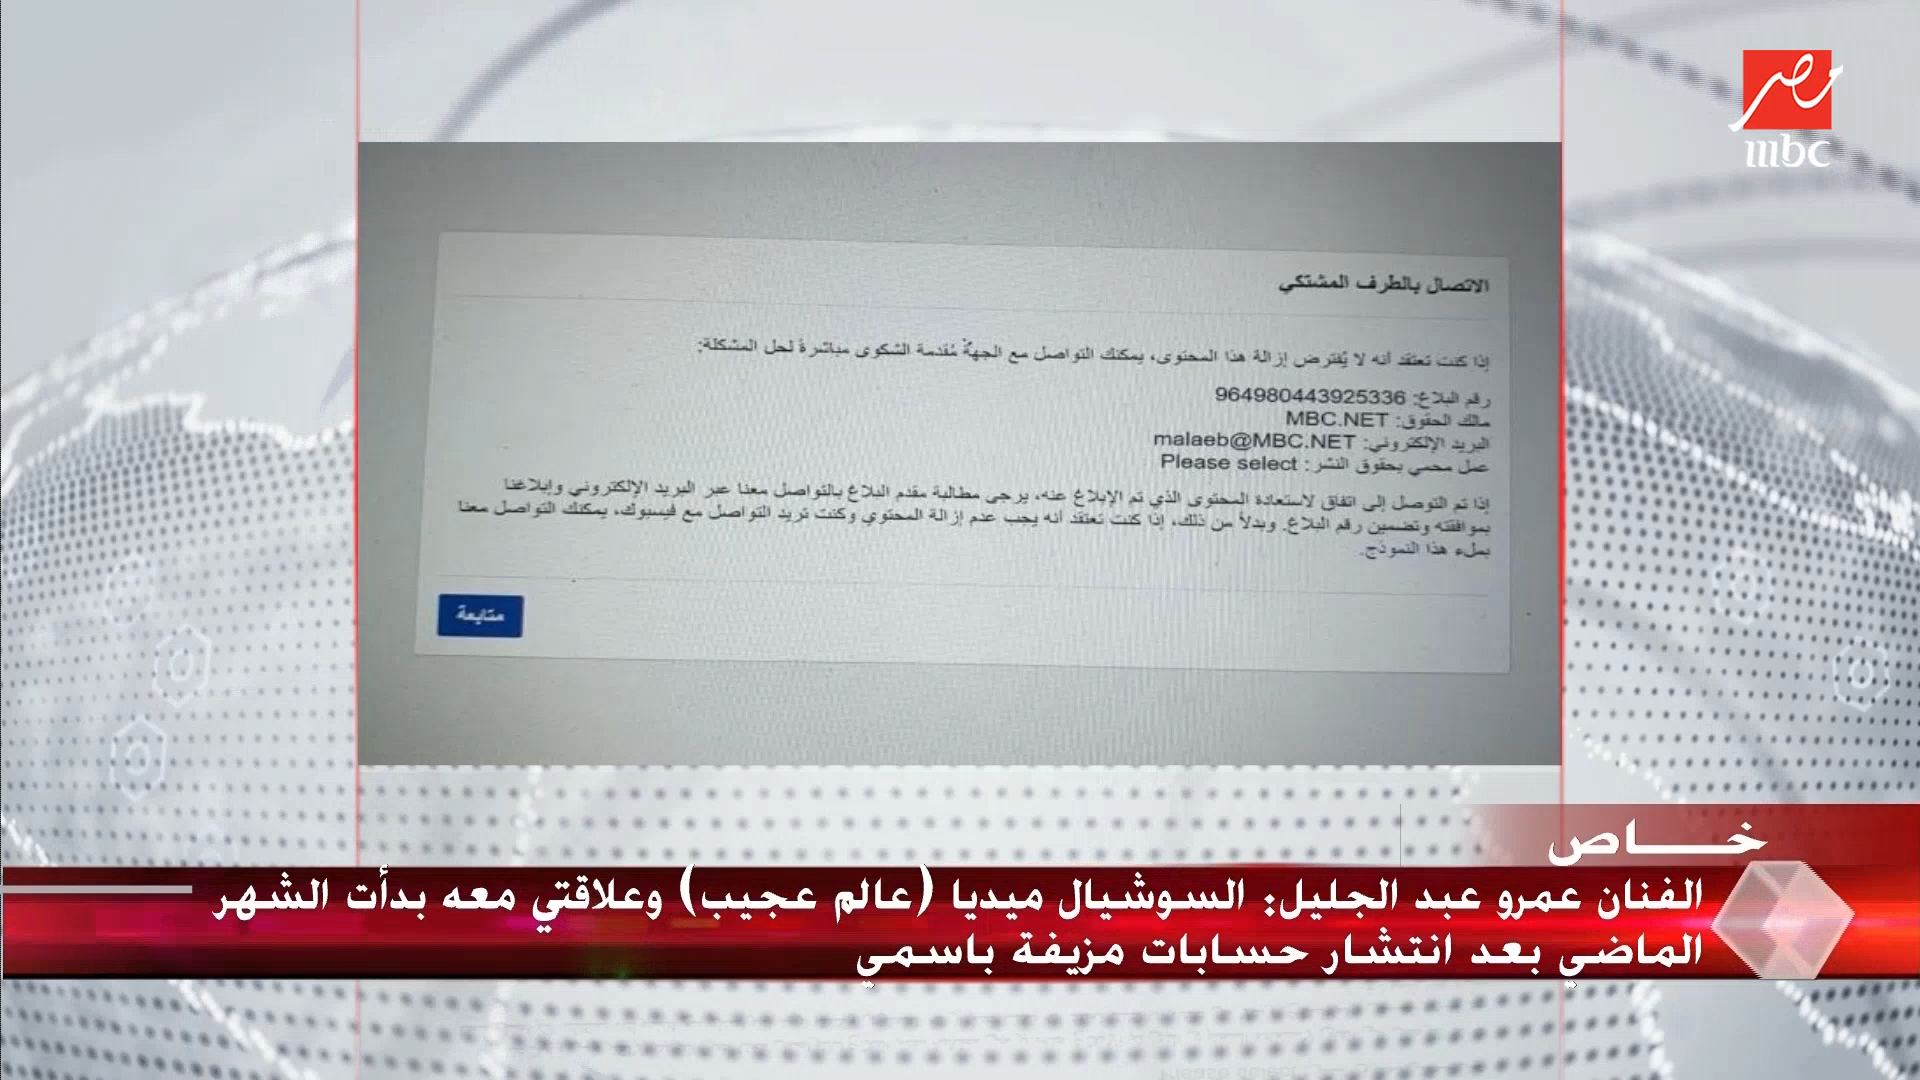 مصر
mbc
الاتصال بالطرف المشتكي
إذا كنت تعتقد أنه لا يُفترض إزالة هذا المحتوى، يمكنك التواصل مع الجهةٌ مُقدمة الشكوى مباشرةً لحل المشكلة:
رقم البلاغ: 964980443925336
مالك الحقوق: MBC.NET
البريد الإلكتروني: malaeb@MBC.NET
عمل محمي بحقوق النشر: Please select
إذا تم التوصل إلى اتفاق لاستعادة المحتوى الذي تم الإبلاغ عنه، يرجى مطالبة مقدم البلاغ بالتواصل معنا عبر البريد الإلكتروني وإبلاغنا
بموافقته وتضمين رقم البلاغ. وبدلاً من ذلك، إذا كنت تعتقد أنه يجب عدم إزالة المحتوي وكنت تريد التواصل مع فيسبوك، يمكنك التواصل معنا
بملء هذا النموذج.
متابعة
خـــــاص
الفنان عمرو عبد الجليل: السوشيال ميديا (عالم عجيب) وعلاقتي معه بدأت الشهر
الماضي بعد انتشار حسابات مزيفة باسمي